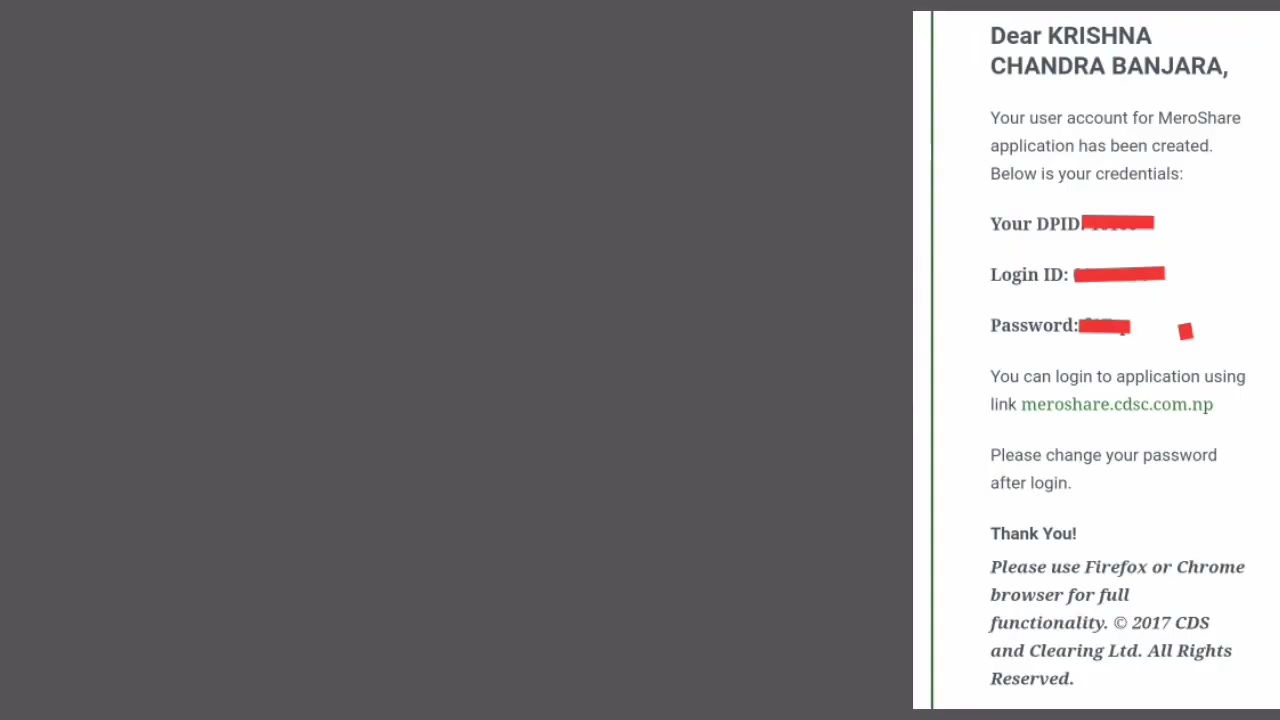 Dear KRISHNA
CHANDRA BANJARA,
Your user account for MeroShare
application has been created.
Below is your credentials:
Your DPID
Login ID:
Password:
You can login to application using
link meroshare.cdsc.com.np
Please change your password
after login.
Thank You!
Please use Firefox or Chrome
browser for full
functionality. © 2017 CDS
and Clearing Ltd. All Rights
Reserved.